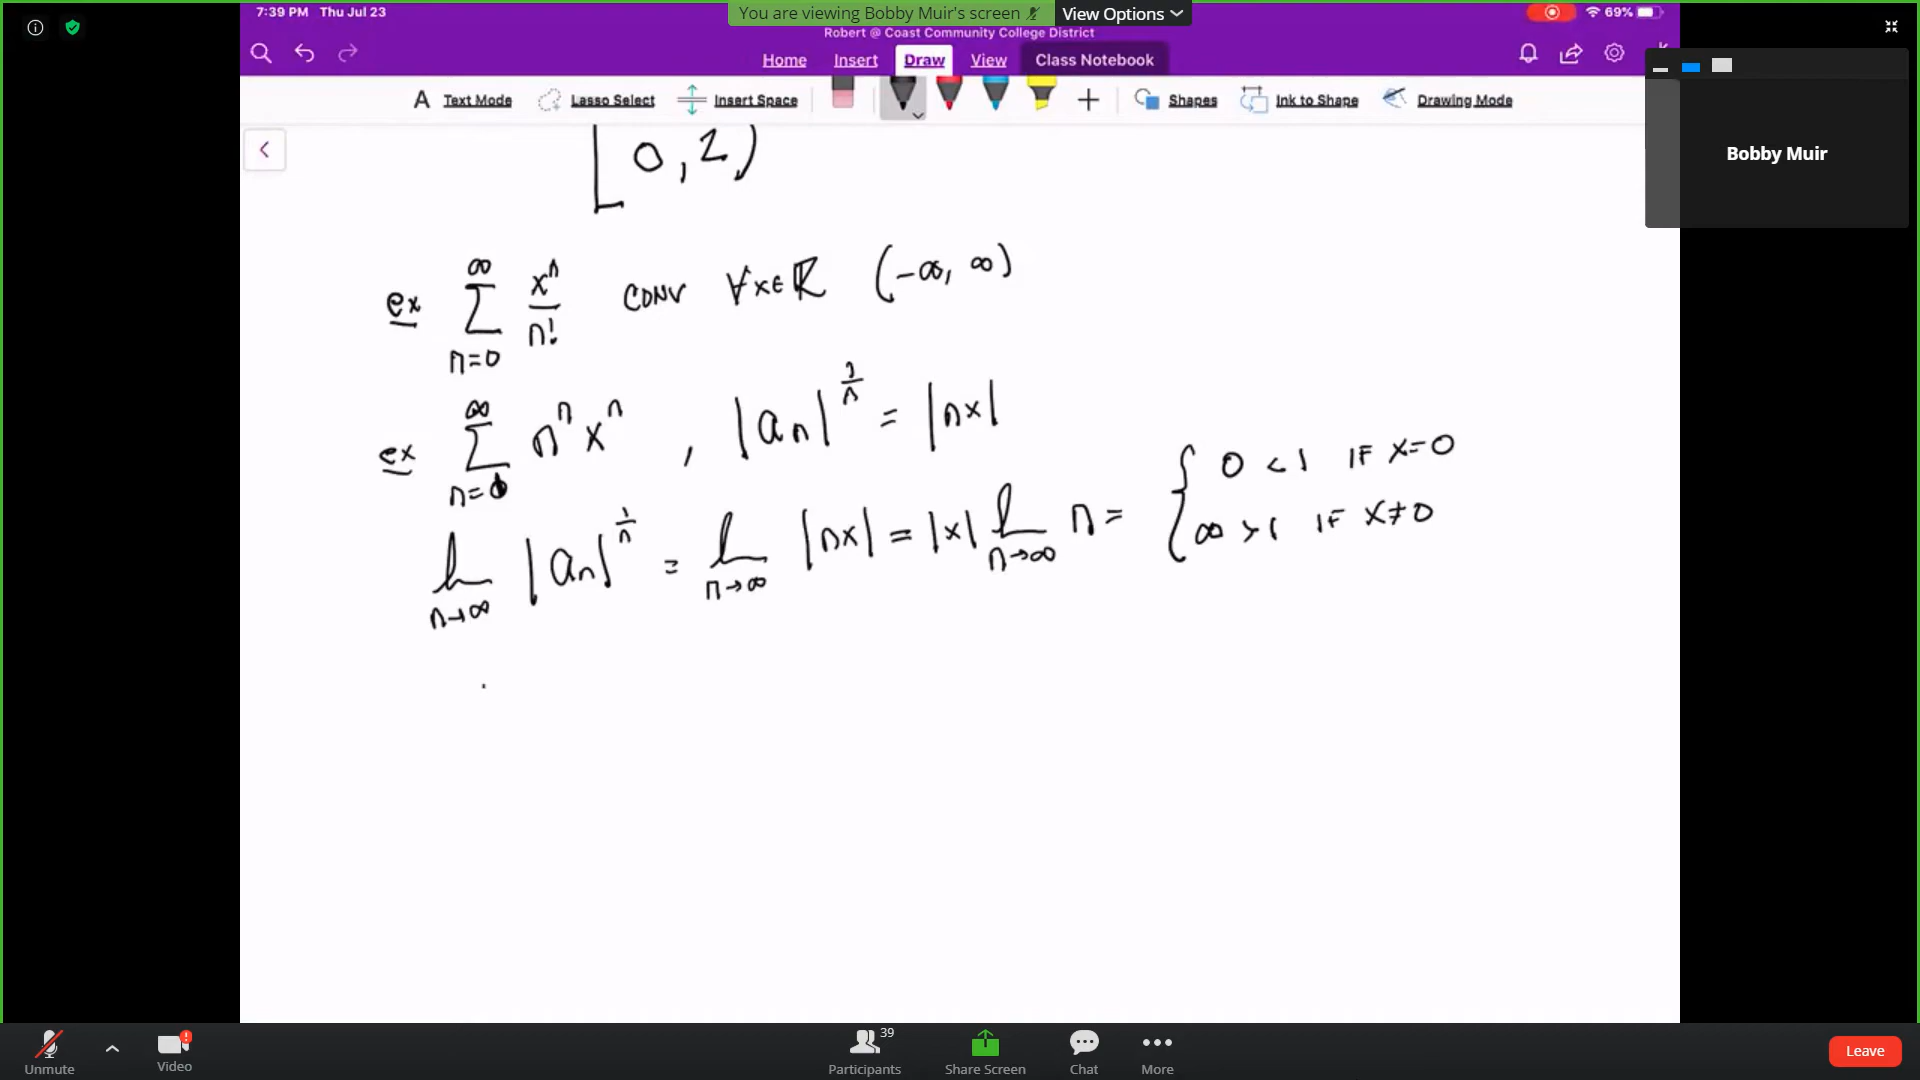 7:39 PM Thu Jul 23
You are viewing Bobby Muir's screen View Options
69%
Robert @ Coast Community College District
Home Insert Draw View Class Notebook
Text Mode Lasso Select Insert Space Shapes Ink to Shape Drawing Mode
Bobby Muir
[0, 2)
ex ∑_{n=0}^{∞} x^n/n! CONV ∀x∈ℝ (-∞, ∞)
ex ∑_{n=0}^{∞} n^n x^n , |a_n|^{1/n} = |nx|
lim_{n→∞} |a_n|^{1/n} = lim_{n→∞} |nx| = |x| lim_{n→∞} n = { 0 < 1 IF x=0
∞ > 1 IF x≠0
Unmute Video Participants 39 Share Screen Chat More Leave